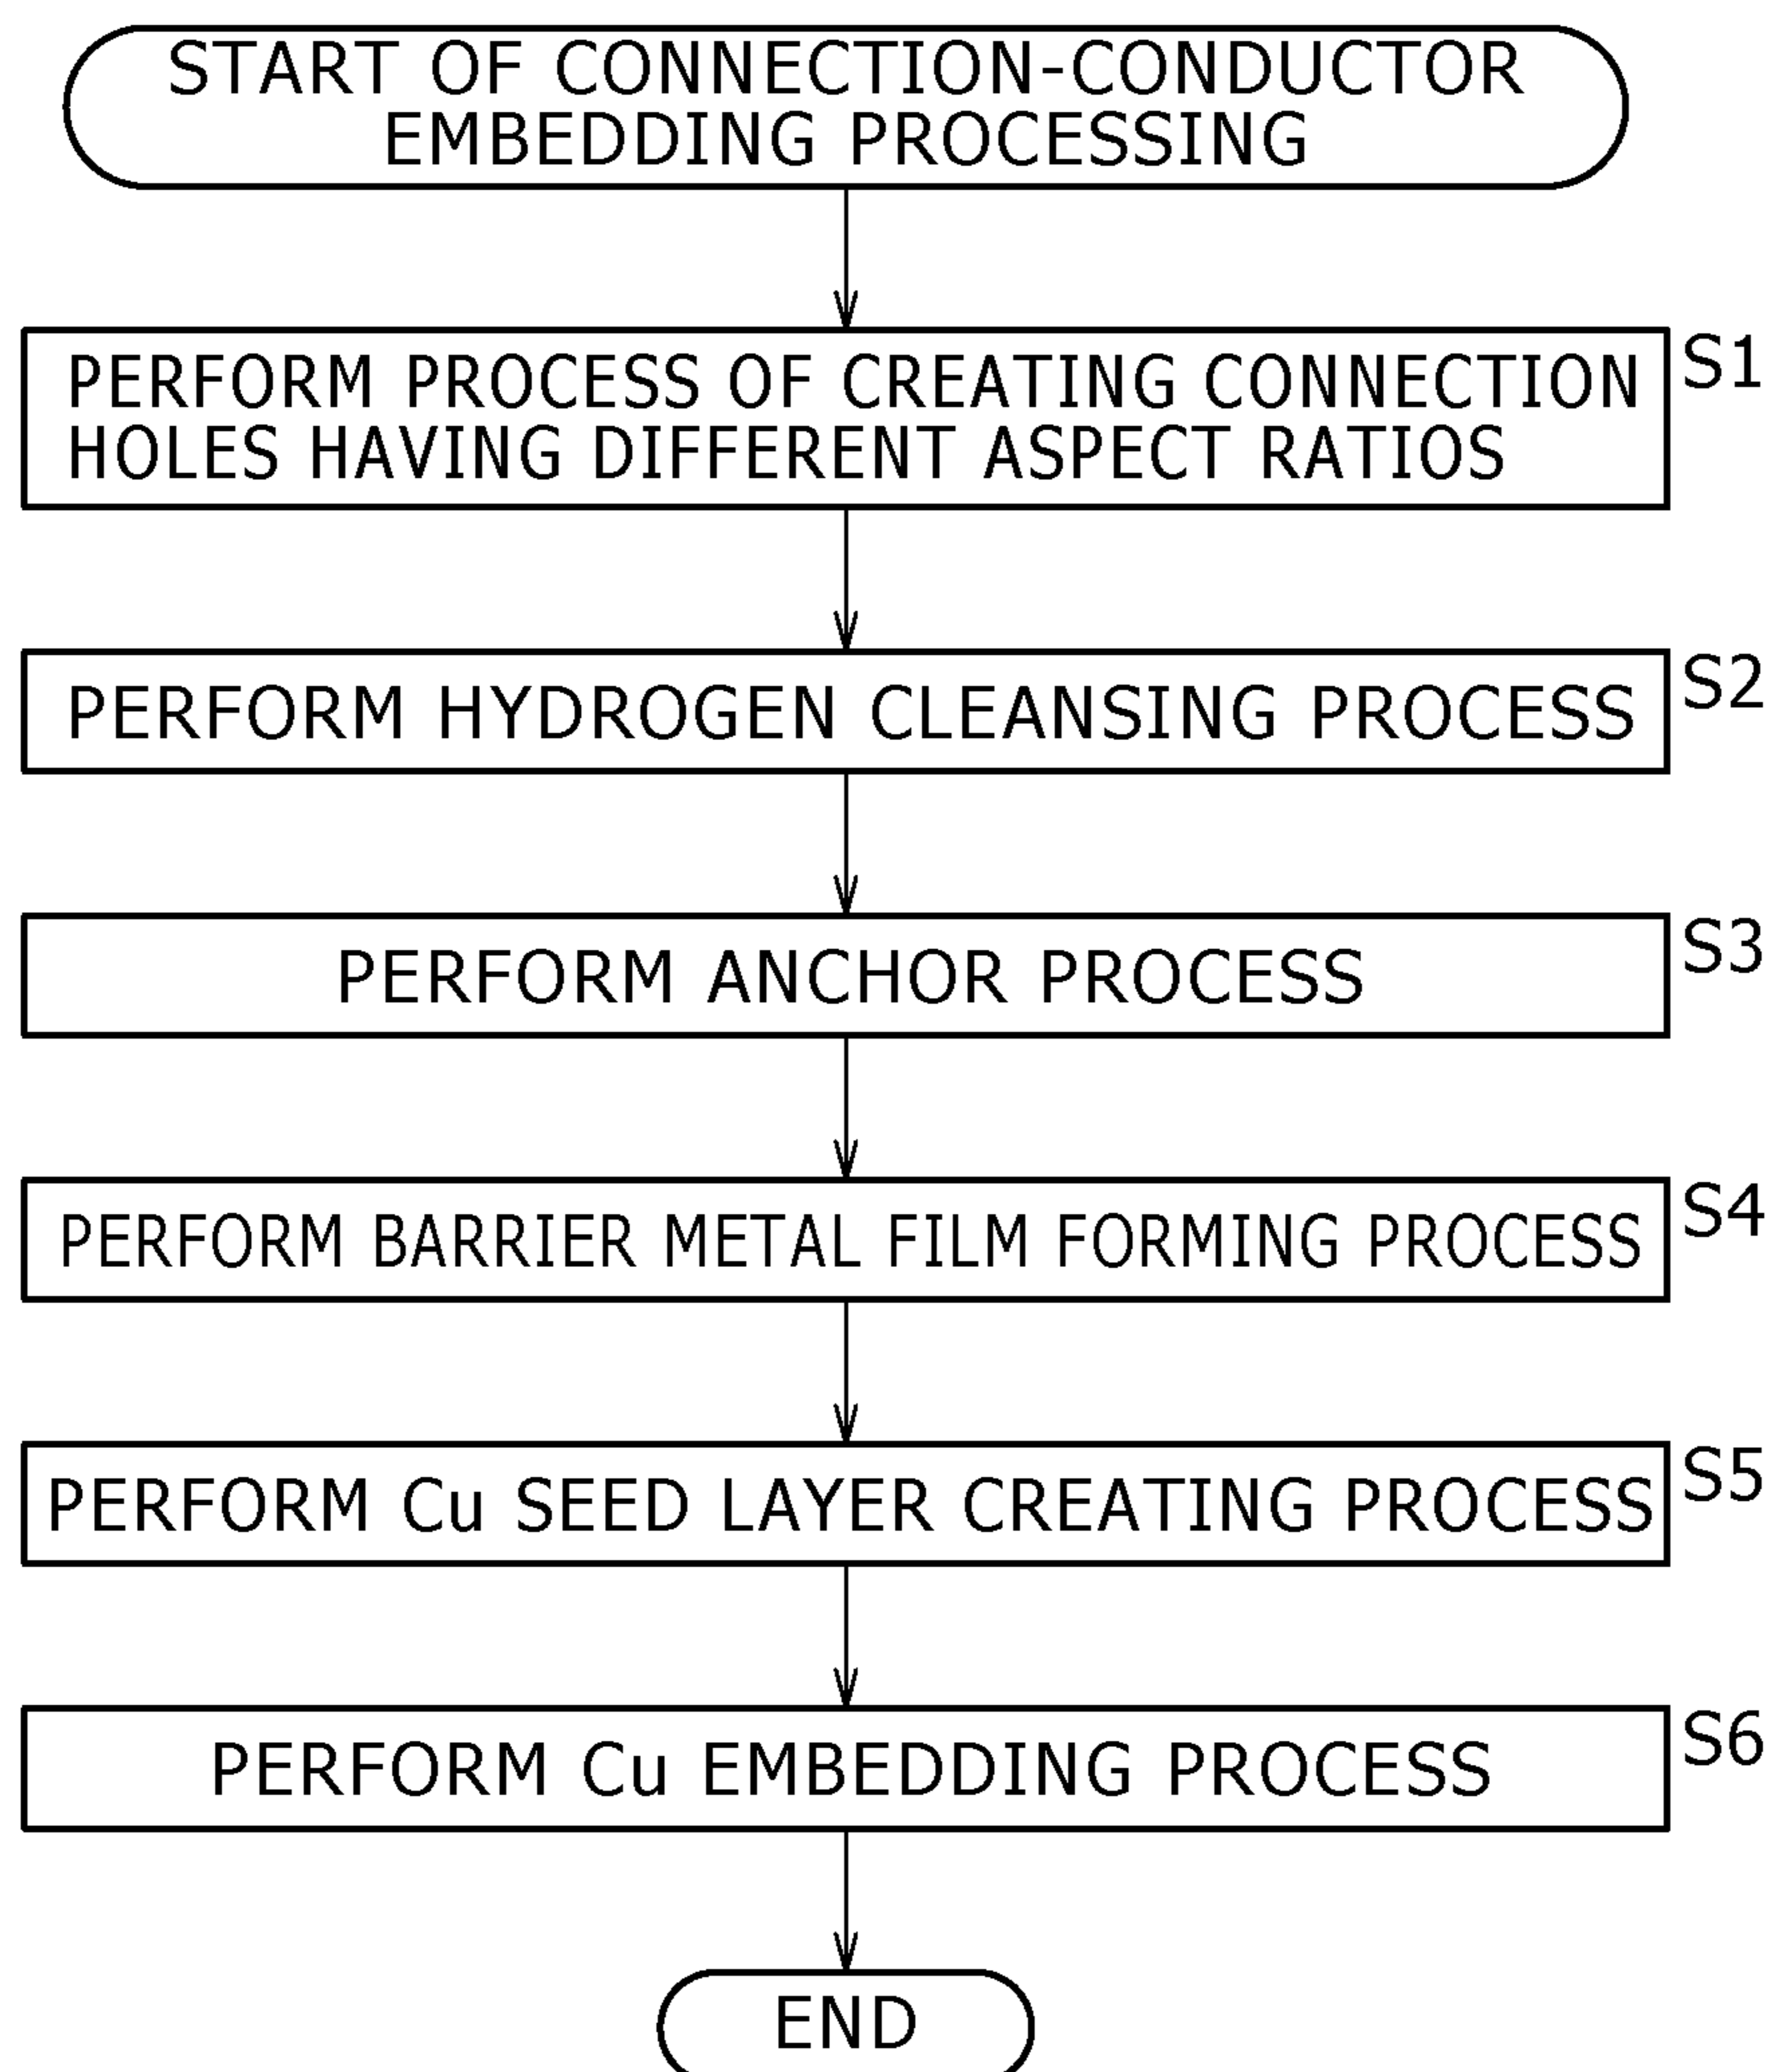 START OF CONNECTION-CONDUCTOR
EMBEDDING PROCESSING
PERFORM PROCESS OF CREATING CONNECTION
HOLES HAVING DIFFERENT ASPECT RATIOS
S1
PERFORM HYDROGEN CLEANSING PROCESS
S2
PERFORM ANCHOR PROCESS
S3
PERFORM BARRIER METAL FILM FORMING PROCESS
S4
PERFORM Cu SEED LAYER CREATING PROCESS
S5
PERFORM Cu EMBEDDING PROCESS
S6
END